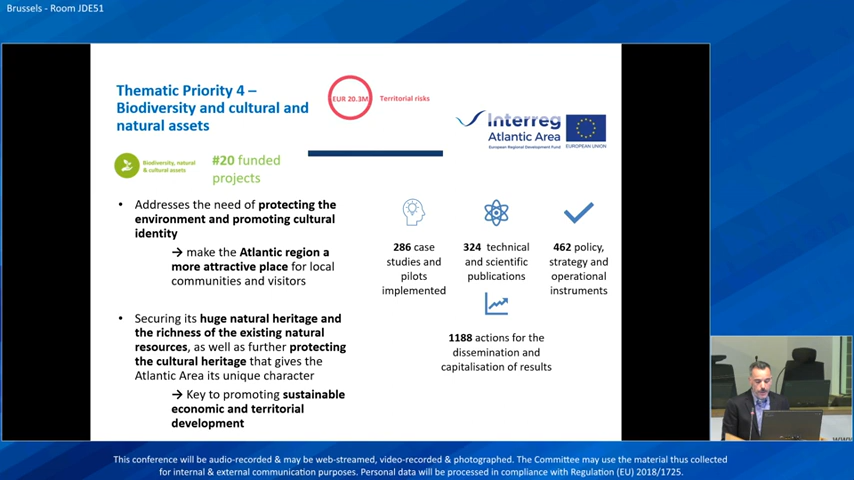 Brussels - Room JDE51
Thematic Priority 4 –
Biodiversity and cultural and
natural assets
EUR 20.3M
Territorial risks
Interreg
Atlantic Area
European Regional Development Fund
EUROPEAN UNION
Biodiversity, natural
& cultural assets
#20 funded
projects
• Addresses the need of protecting the
environment and promoting cultural
identity
→ make the Atlantic region a
more attractive place for local
communities and visitors
• Securing its huge natural heritage and
the richness of the existing natural
resources, as well as further protecting
the cultural heritage that gives the
Atlantic Area its unique character
→ Key to promoting sustainable
economic and territorial
development
286 case
studies and
pilots
implemented
324 technical
and scientific
publications
462 policy,
strategy and
operational
instruments
1188 actions for the
dissemination and
capitalisation of results
This conference will be audio-recorded & may be web-streamed, video-recorded & photographed. The Committee may use the material thus collected
for internal & external communication purposes. Personal data will be processed in compliance with Regulation (EU) 2018/1725.